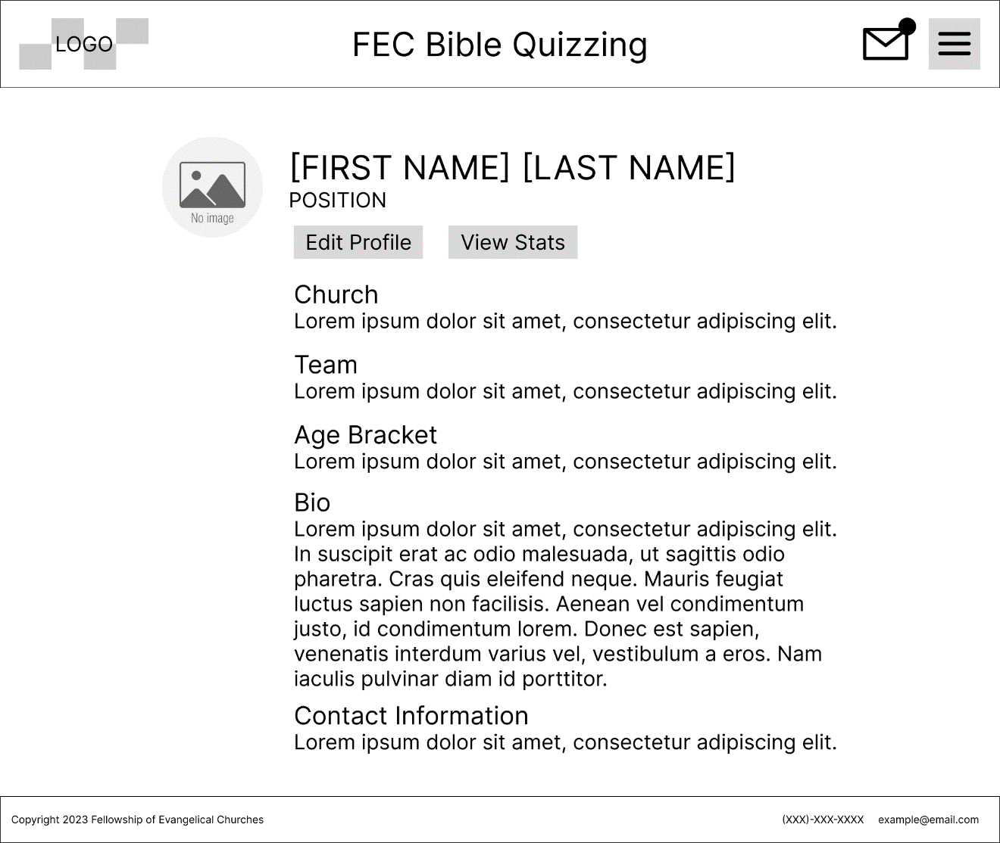 LOGO
FEC Bible Quizzing
No image
[FIRST NAME] [LAST NAME]
POSITION
Edit Profile
View Stats
Church
Lorem ipsum dolor sit amet, consectetur adipiscing elit.
Team
Lorem ipsum dolor sit amet, consectetur adipiscing elit.
Age Bracket
Lorem ipsum dolor sit amet, consectetur adipiscing elit.
Bio
Lorem ipsum dolor sit amet, consectetur adipiscing elit.
In suscipit erat ac odio malesuada, ut sagittis odio
pharetra. Cras quis eleifend neque. Mauris feugiat
luctus sapien non facilisis. Aenean vel condimentum
justo, id condimentum lorem. Donec est sapien,
venenatis interdum varius vel, vestibulum a eros. Nam
iaculis pulvinar diam id porttitor.
Contact Information
Lorem ipsum dolor sit amet, consectetur adipiscing elit.
Copyright 2023 Fellowship of Evangelical Churches
(XXX)-XXX-XXXX
example@email.com